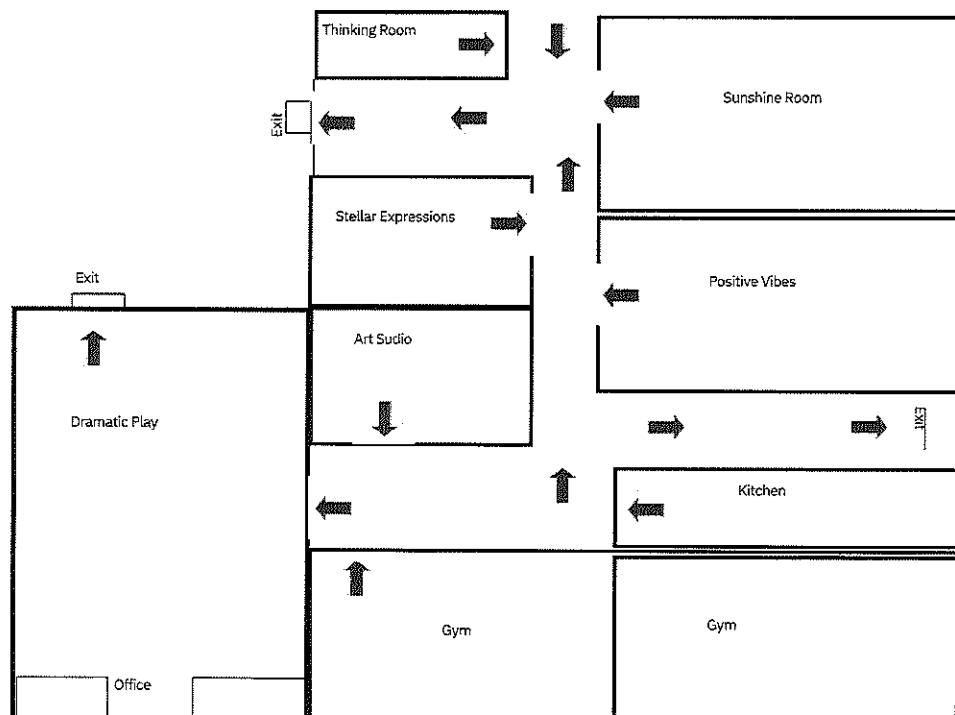 Thinking Room
Sunshine Room
Exit
Stellar Expressions
Exit
Positive Vibes
Art Sudio
Dramatic Play
Exit
Kitchen
Gym
Gym
Office